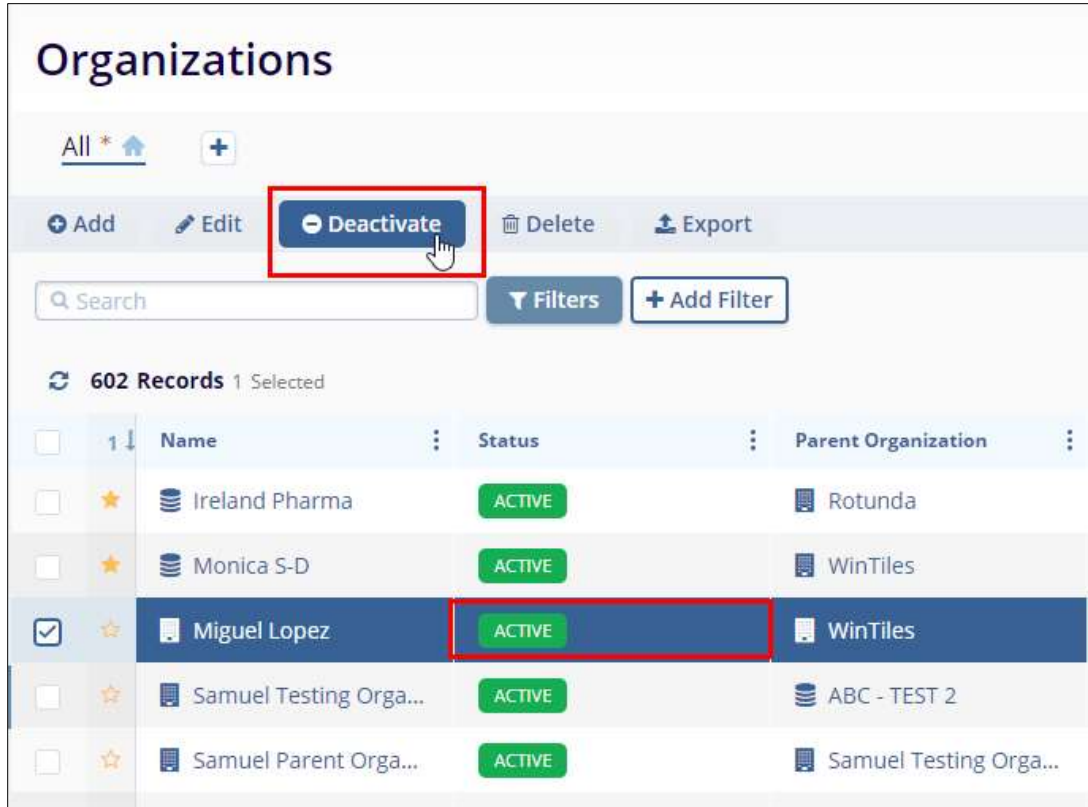 Organizations
All *
Add Edit Deactivate Delete Export
Search Filters + Add Filter
602 Records 1 Selected
1 Name Status Parent Organization
Ireland Pharma ACTIVE Rotunda
Monica S-D ACTIVE WinTiles
Miguel Lopez ACTIVE WinTiles
Samuel Testing Orga... ACTIVE ABC - TEST 2
Samuel Parent Orga... ACTIVE Samuel Testing Orga...